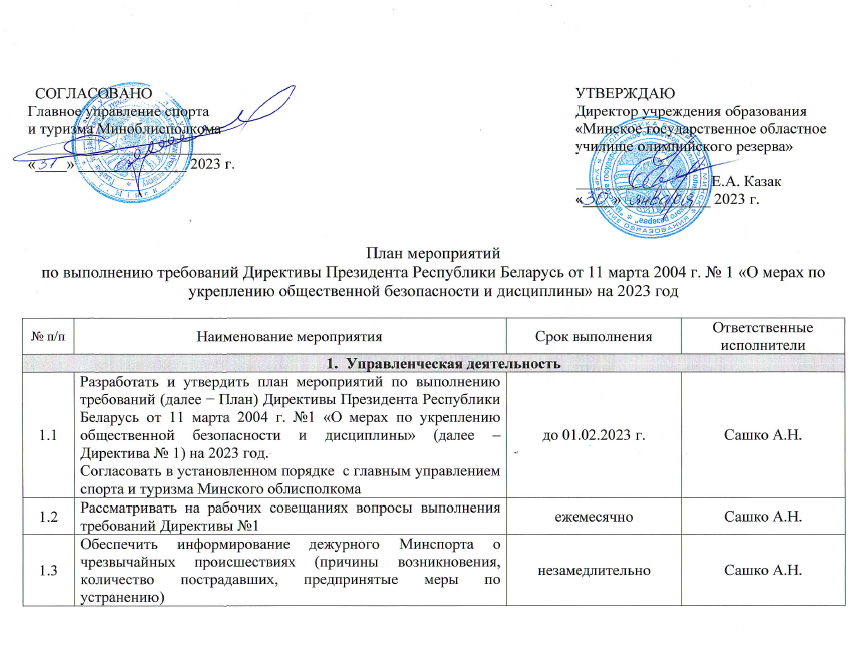 СОГЛАСОВАНО
Главное управление спорта
и туризма Миноблисполкома
«31» 2023 г.
УТВЕРЖДАЮ
Директор учреждения образования
«Минское государственное областное
училище олимпийского резерва»
Е.А. Казак
«30» января 2023 г.
План мероприятий
по выполнению требований Директивы Президента Республики Беларусь от 11 марта 2004 г. № 1 «О мерах по
укреплению общественной безопасности и дисциплины» на 2023 год
№ п/п
Наименование мероприятия
Срок выполнения
Ответственные
исполнители
1. Управленческая деятельность
1.1
Разработать и утвердить план мероприятий по выполнению
требований (далее − План) Директивы Президента Республики
Беларусь от 11 марта 2004 г. №1 «О мерах по укреплению
общественной безопасности и дисциплины» (далее –
Директива № 1) на 2023 год.
Согласовать в установленном порядке с главным управлением
спорта и туризма Минского облисполкома
до 01.02.2023 г.
Сашко А.Н.
1.2
Рассматривать на рабочих совещаниях вопросы выполнения
требований Директивы №1
ежемесячно
Сашко А.Н.
1.3
Обеспечить информирование дежурного Минспорта о
чрезвычайных происшествиях (причины возникновения,
количество пострадавших, предпринятые меры по
устранению)
незамедлительно
Сашко А.Н.